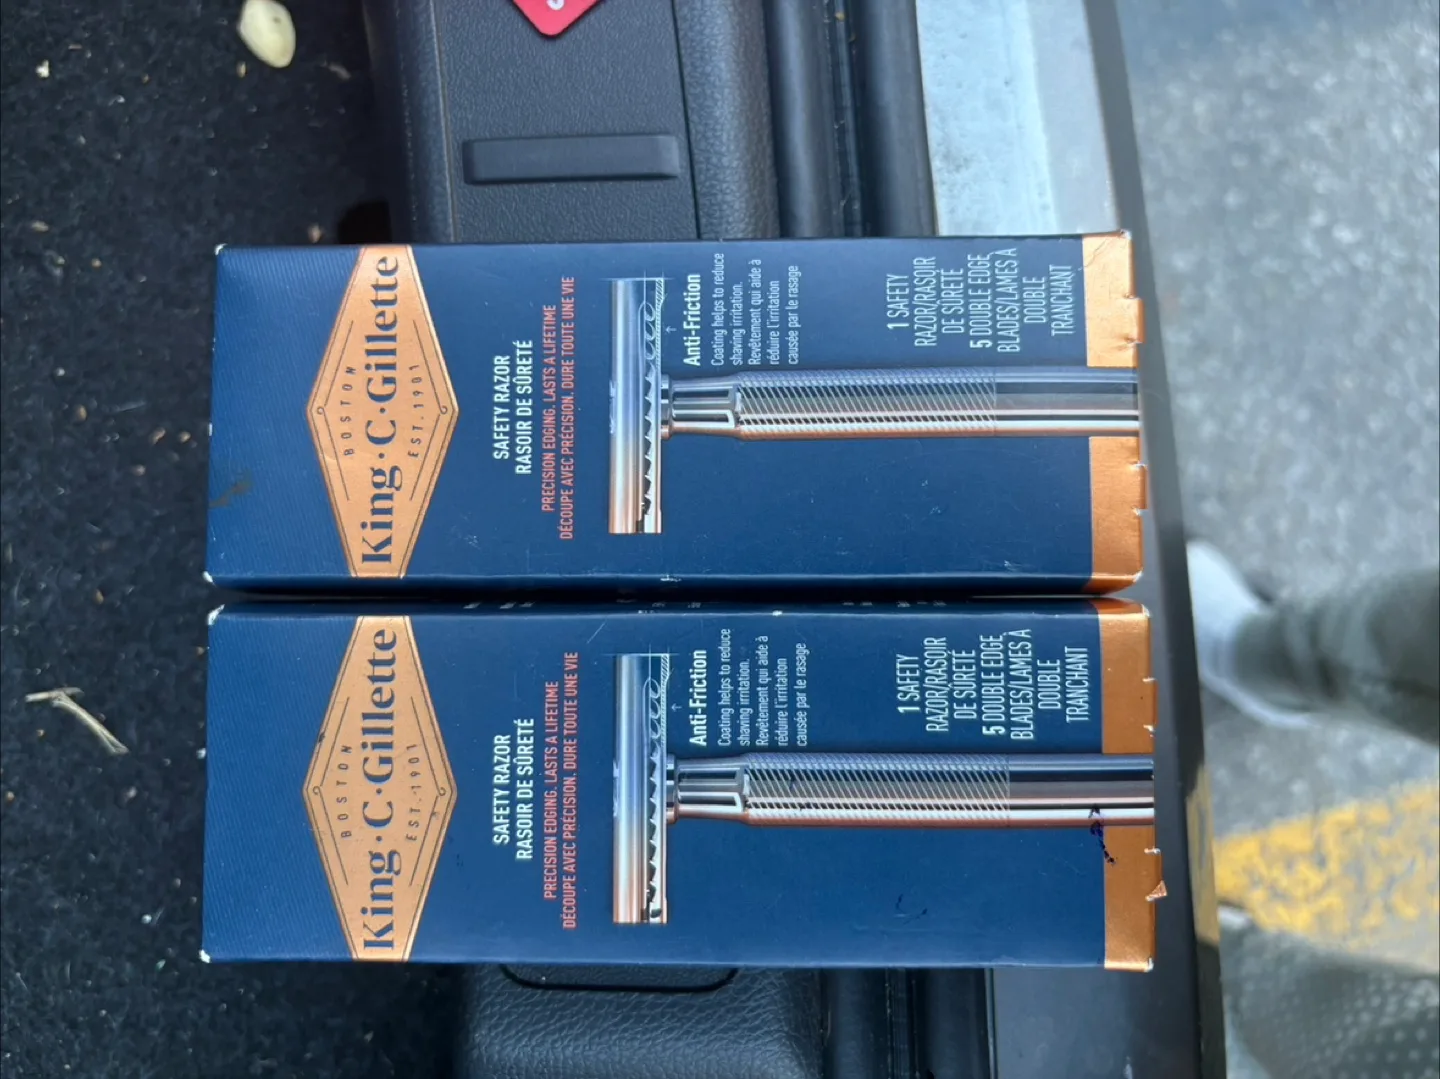 BOSTON
King·C·Gillette
EST.1901
SAFETY RAZOR
RASOIR DE SÛRETÉ
PRECISION EDGING. LASTS A LIFETIME
DÉCOUPE AVEC PRÉCISION. DURE TOUTE UNE VIE
Anti-Friction
Coating helps to reduce
shaving irritation.
Revêtement qui aide à
réduire l'irritation
causée par le rasage
1 SAFETY
RAZOR/RASOIR
DE SÛRETÉ
5 DOUBLE EDGE
BLADES/LAMES À
DOUBLE
TRANCHANT
BOSTON
King·C·Gillette
EST.1901
SAFETY RAZOR
RASOIR DE SÛRETÉ
PRECISION EDGING. LASTS A LIFETIME
DÉCOUPE AVEC PRÉCISION. DURE TOUTE UNE VIE
Anti-Friction
Coating helps to reduce
shaving irritation.
Revêtement qui aide à
réduire l'irritation
causée par le rasage
1 SAFETY
RAZOR/RASOIR
DE SÛRETÉ
5 DOUBLE EDGE
BLADES/LAMES À
DOUBLE
TRANCHANT